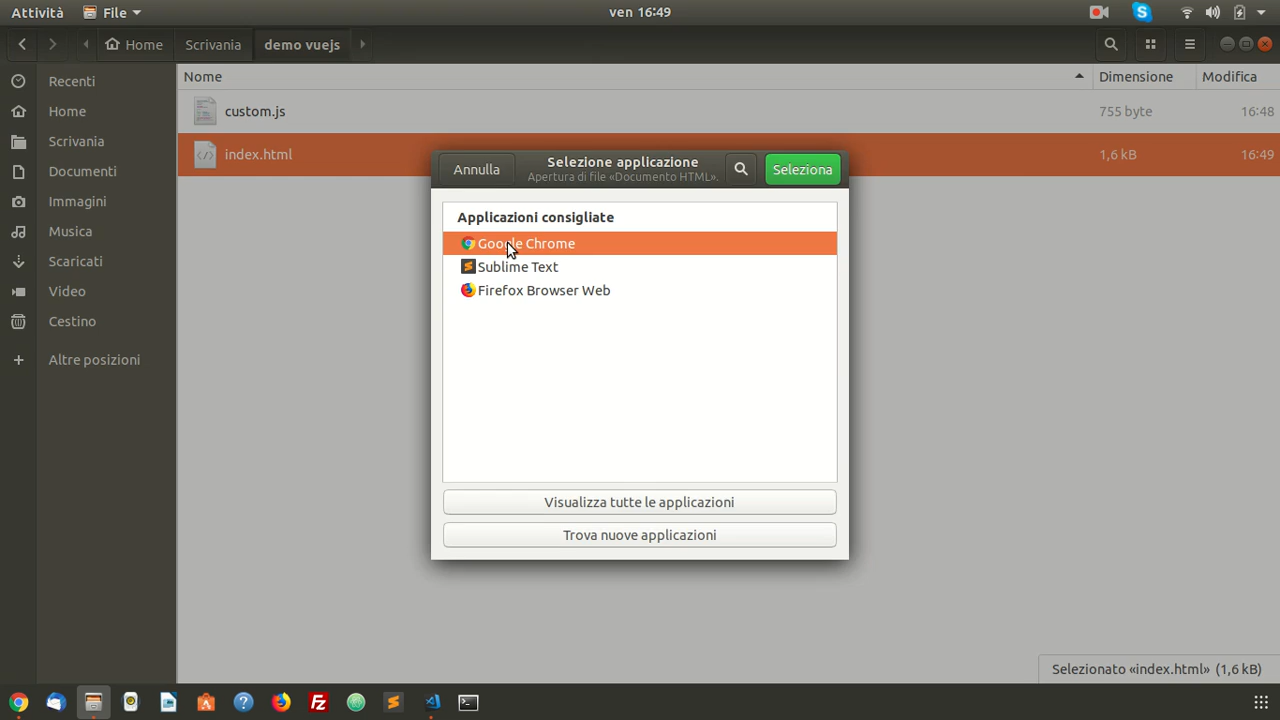 Attività
File
ven 16:49
Home
Scrivania
demo vuejs
Recenti
Home
Scrivania
Documenti
Immagini
Musica
Scaricati
Video
Cestino
Altre posizioni
Nome
Dimensione
Modifica
custom.js
755 byte
16:48
index.html
1,6 kB
16:49
Annulla
Selezione applicazione
Apertura di file «Documento HTML».
Seleziona
Applicazioni consigliate
Google Chrome
Sublime Text
Firefox Browser Web
Visualizza tutte le applicazioni
Trova nuove applicazioni
Selezionato «index.html» (1,6 kB)